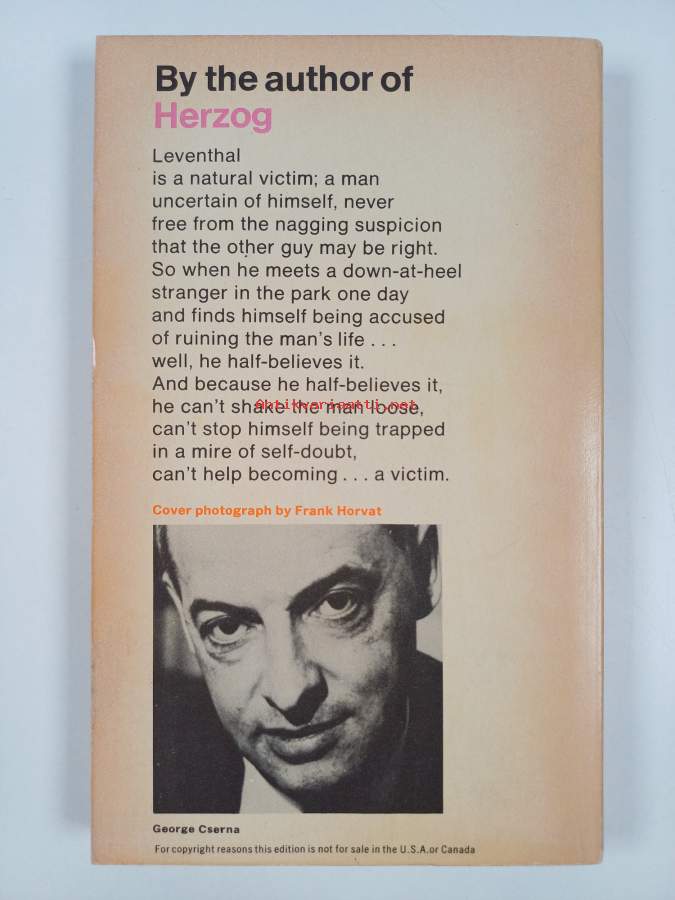 By the author of
Herzog
Leventhal
is a natural victim; a man
uncertain of himself, never
free from the nagging suspicion
that the other guy may be right.
So when he meets a down-at-heel
stranger in the park one day
and finds himself being accused
of ruining the man's life . . .
well, he half-believes it.
And because he half-believes it,
he can't shake the man loose,
Antikvariaatti.net
can't stop himself being trapped
in a mire of self-doubt,
can't help becoming . . . a victim.
Cover photograph by Frank Horvat
George Cserna
For copyright reasons this edition is not for sale in the U.S.A.or Canada